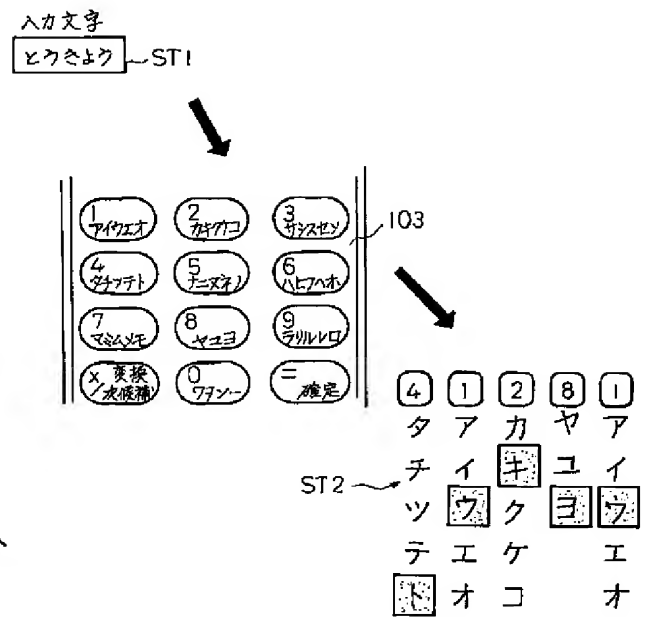 入力文字
とうきよう ST1
1 2 3
アイウエオ カキクケコ サシスセソ
103
4 5 6
タチツテト ナニヌネノ ハヒフヘホ
7 8 9
マミムメモ ヤユヨ ラリルレロ
* 変換 0 =
/次候補 ワヲンー 確定
4 1 2 8 1
タ ア カ ヤ ア
チ イ キ ユ イ
ST2
ツ ウ ク ヨ ウ
テ エ ケ エ
ト オ コ オ